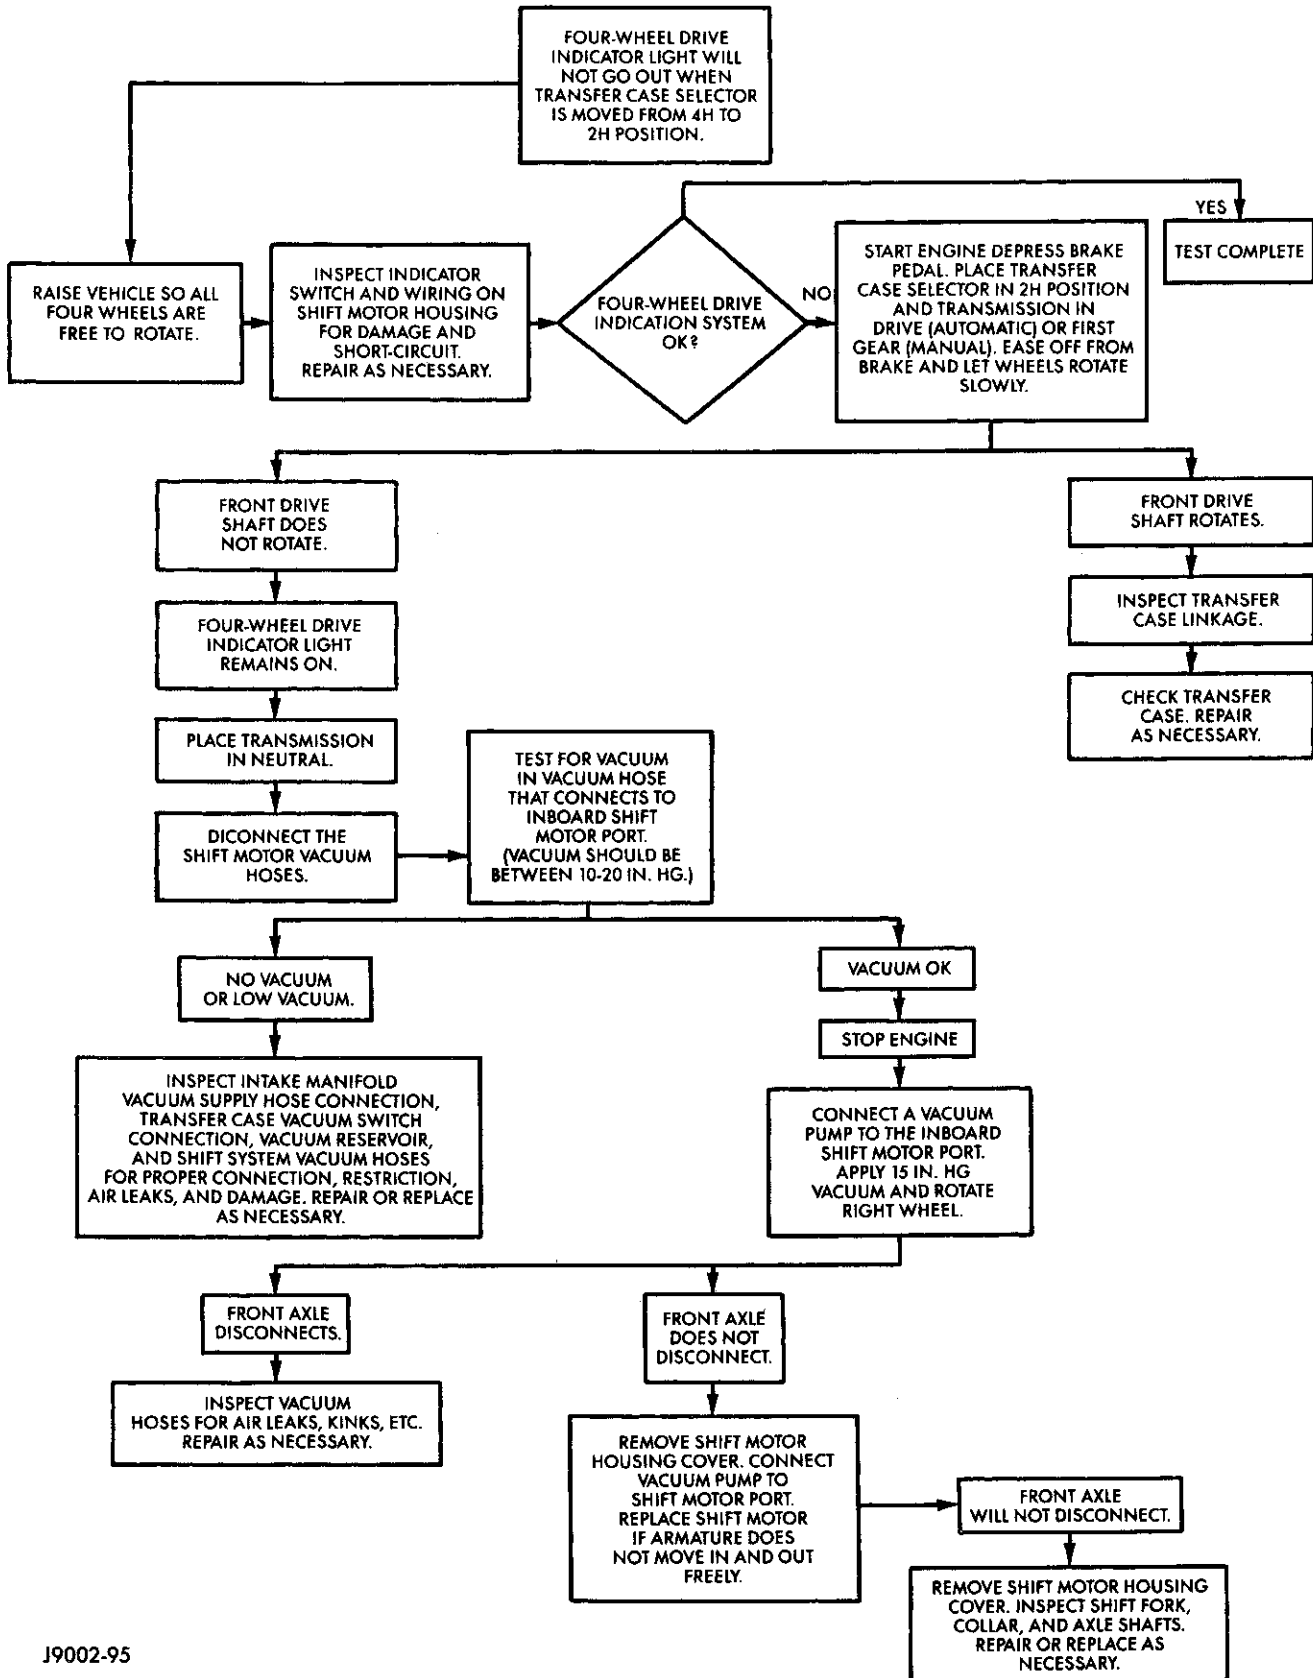 FOUR-WHEEL DRIVE
INDICATOR LIGHT WILL
NOT GO OUT WHEN
TRANSFER CASE SELECTOR
IS MOVED FROM 4H TO
2H POSITION.
RAISE VEHICLE SO ALL
FOUR WHEELS ARE
FREE TO ROTATE.
INSPECT INDICATOR
SWITCH AND WIRING ON
SHIFT MOTOR HOUSING
FOR DAMAGE AND
SHORT-CIRCUIT.
REPAIR AS NECESSARY.
FOUR-WHEEL DRIVE
INDICATION SYSTEM
OK?
YES
TEST COMPLETE
NO
START ENGINE DEPRESS BRAKE
PEDAL. PLACE TRANSFER
CASE SELECTOR IN 2H POSITION
AND TRANSMISSION IN
DRIVE (AUTOMATIC) OR FIRST
GEAR (MANUAL). EASE OFF FROM
BRAKE AND LET WHEELS ROTATE
SLOWLY.
FRONT DRIVE
SHAFT DOES
NOT ROTATE.
FOUR-WHEEL DRIVE
INDICATOR LIGHT
REMAINS ON.
PLACE TRANSMISSION
IN NEUTRAL.
DICONNECT THE
SHIFT MOTOR VACUUM
HOSES.
TEST FOR VACUUM
IN VACUUM HOSE
THAT CONNECTS TO
INBOARD SHIFT
MOTOR PORT.
(VACUUM SHOULD BE
BETWEEN 10-20 IN. HG.)
FRONT DRIVE
SHAFT ROTATES.
INSPECT TRANSFER
CASE LINKAGE.
CHECK TRANSFER
CASE. REPAIR
AS NECESSARY.
NO VACUUM
OR LOW VACUUM.
INSPECT INTAKE MANIFOLD
VACUUM SUPPLY HOSE CONNECTION,
TRANSFER CASE VACUUM SWITCH
CONNECTION, VACUUM RESERVOIR,
AND SHIFT SYSTEM VACUUM HOSES
FOR PROPER CONNECTION, RESTRICTION,
AIR LEAKS, AND DAMAGE. REPAIR OR REPLACE
AS NECESSARY.
VACUUM OK
STOP ENGINE
CONNECT A VACUUM
PUMP TO THE INBOARD
SHIFT MOTOR PORT.
APPLY 15 IN. HG
VACUUM AND ROTATE
RIGHT WHEEL.
FRONT AXLE
DISCONNECTS.
INSPECT VACUUM
HOSES FOR AIR LEAKS, KINKS, ETC.
REPAIR AS NECESSARY.
FRONT AXLE
DOES NOT
DISCONNECT.
REMOVE SHIFT MOTOR
HOUSING COVER. CONNECT
VACUUM PUMP TO
SHIFT MOTOR PORT.
REPLACE SHIFT MOTOR
IF ARMATURE DOES
NOT MOVE IN AND OUT
FREELY.
FRONT AXLE
WILL NOT DISCONNECT.
REMOVE SHIFT MOTOR HOUSING
COVER. INSPECT SHIFT FORK,
COLLAR, AND AXLE SHAFTS.
REPAIR OR REPLACE AS
NECESSARY.
J9002-95